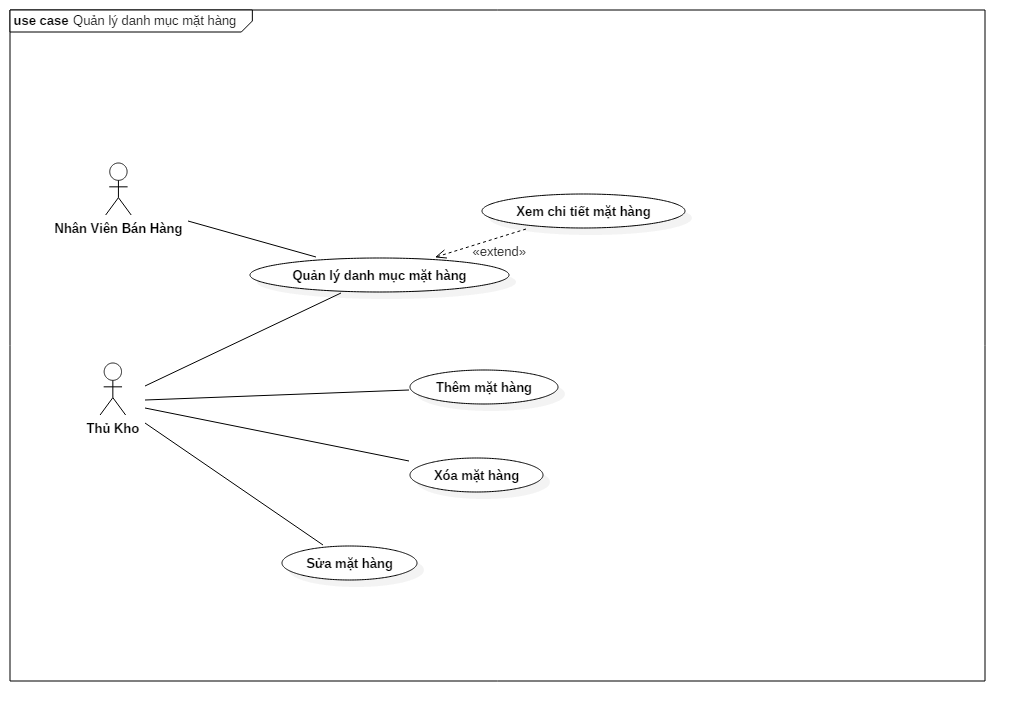 use case Quản lý danh mục mặt hàng
Nhân Viên Bán Hàng
Xem chi tiết mặt hàng
«extend»
Quản lý danh mục mặt hàng
Thêm mặt hàng
Thủ Kho
Xóa mặt hàng
Sửa mặt hàng